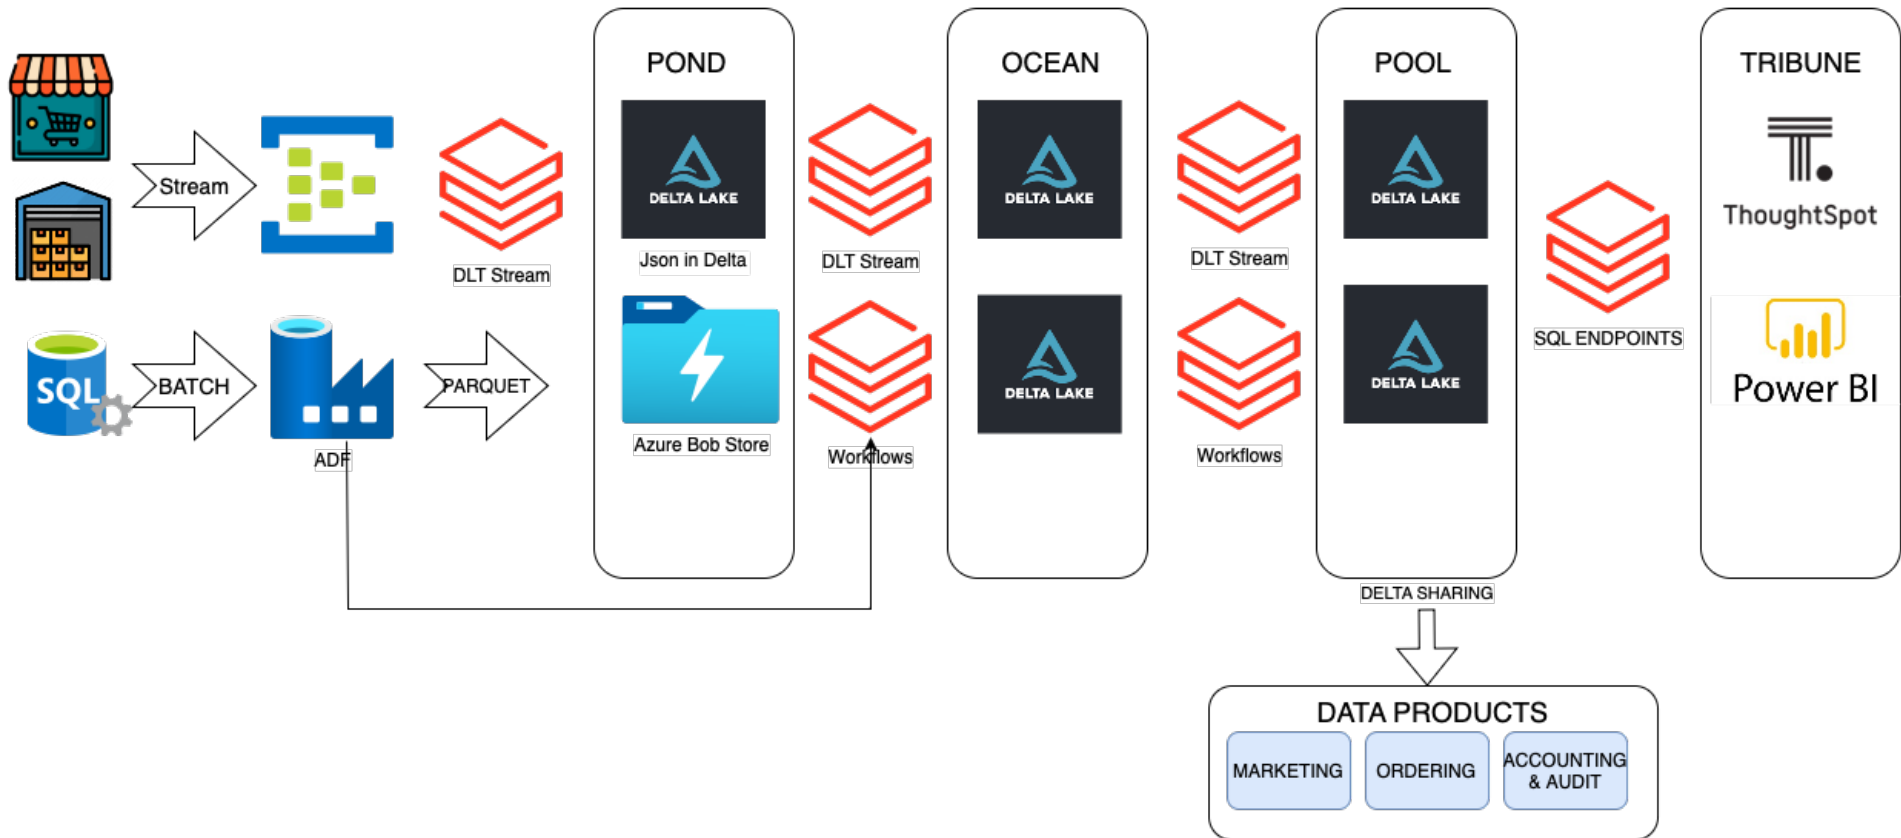 POND
OCEAN
POOL
TRIBUNE
Stream
DLT Stream
DELTA LAKE
Json in Delta
DLT Stream
DELTA LAKE
DLT Stream
DELTA LAKE
ThoughtSpot
SQL
BATCH
ADF
PARQUET
Azure Bob Store
Workflows
DELTA LAKE
Workflows
DELTA LAKE
SQL ENDPOINTS
Power BI
DELTA SHARING
DATA PRODUCTS
MARKETING
ORDERING
ACCOUNTING
& AUDIT